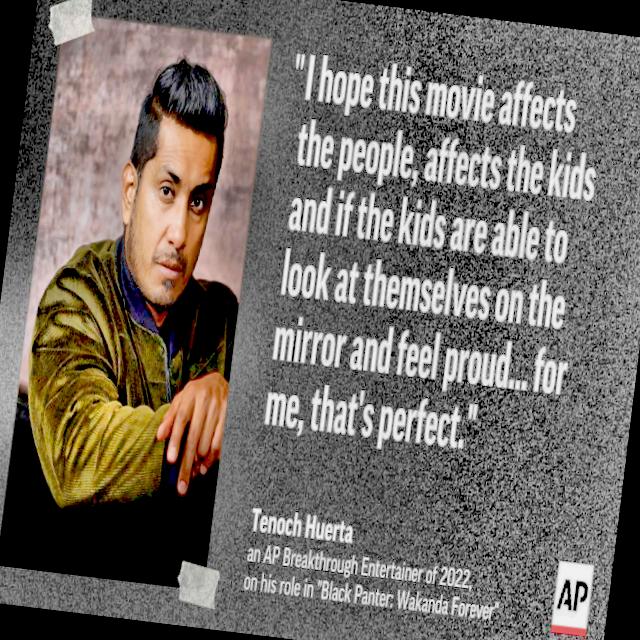 "I hope this movie affects
the people, affects the kids
and if the kids are able to
look at themselves on the
mirror and feel proud... for
me, that's perfect."
Tenoch Huerta
an AP Breakthrough Entertainer of 2022,
on his role in "Black Panter: Wakanda Forever"
AP